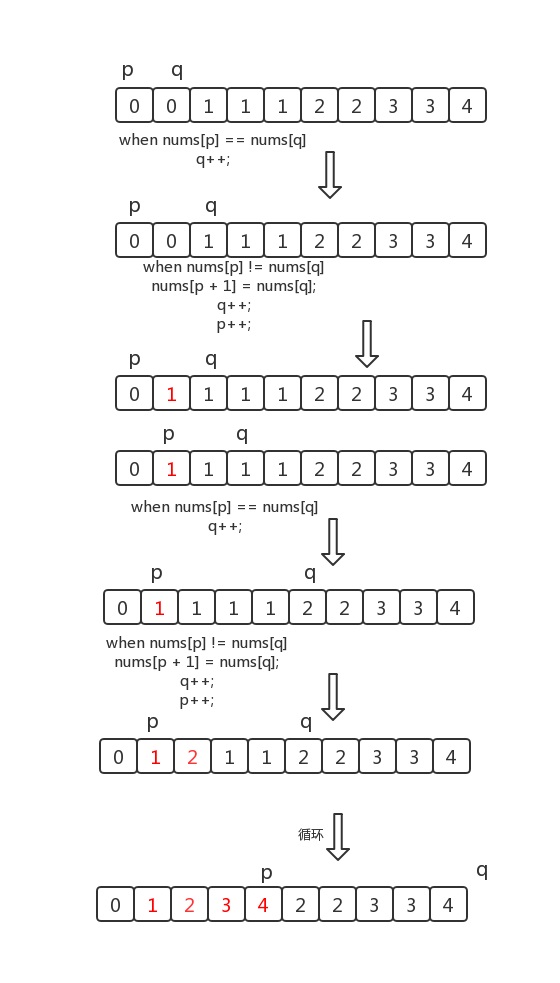 p q
0 0 1 1 1 2 2 3 3 4
when nums[p] == nums[q]
q++;
p q
0 0 1 1 1 2 2 3 3 4
when nums[p] != nums[q]
nums[p + 1] = nums[q];
q++;
p++;
p q
0 1 1 1 1 2 2 3 3 4
p q
0 1 1 1 1 2 2 3 3 4
when nums[p] == nums[q]
q++;
p q
0 1 1 1 1 2 2 3 3 4
when nums[p] != nums[q]
nums[p + 1] = nums[q];
q++;
p++;
p q
0 1 2 1 1 2 2 3 3 4
循环
p q
0 1 2 3 4 2 2 3 3 4